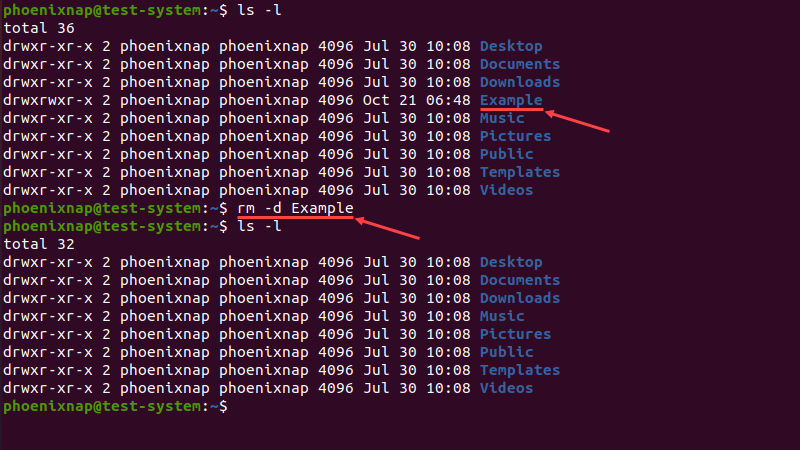 phoenixnap@test-system:~$ ls -l
total 36
drwxr-xr-x 2 phoenixnap phoenixnap 4096 Jul 30 10:08 Desktop
drwxr-xr-x 2 phoenixnap phoenixnap 4096 Jul 30 10:08 Documents
drwxr-xr-x 2 phoenixnap phoenixnap 4096 Jul 30 10:08 Downloads
drwxrwxr-x 2 phoenixnap phoenixnap 4096 Oct 21 06:48 Example
drwxr-xr-x 2 phoenixnap phoenixnap 4096 Jul 30 10:08 Music
drwxr-xr-x 2 phoenixnap phoenixnap 4096 Jul 30 10:08 Pictures
drwxr-xr-x 2 phoenixnap phoenixnap 4096 Jul 30 10:08 Public
drwxr-xr-x 2 phoenixnap phoenixnap 4096 Jul 30 10:08 Templates
drwxr-xr-x 2 phoenixnap phoenixnap 4096 Jul 30 10:08 Videos
phoenixnap@test-system:~$ rm -d Example
phoenixnap@test-system:~$ ls -l
total 32
drwxr-xr-x 2 phoenixnap phoenixnap 4096 Jul 30 10:08 Desktop
drwxr-xr-x 2 phoenixnap phoenixnap 4096 Jul 30 10:08 Documents
drwxr-xr-x 2 phoenixnap phoenixnap 4096 Jul 30 10:08 Downloads
drwxr-xr-x 2 phoenixnap phoenixnap 4096 Jul 30 10:08 Music
drwxr-xr-x 2 phoenixnap phoenixnap 4096 Jul 30 10:08 Pictures
drwxr-xr-x 2 phoenixnap phoenixnap 4096 Jul 30 10:08 Public
drwxr-xr-x 2 phoenixnap phoenixnap 4096 Jul 30 10:08 Templates
drwxr-xr-x 2 phoenixnap phoenixnap 4096 Jul 30 10:08 Videos
phoenixnap@test-system:~$